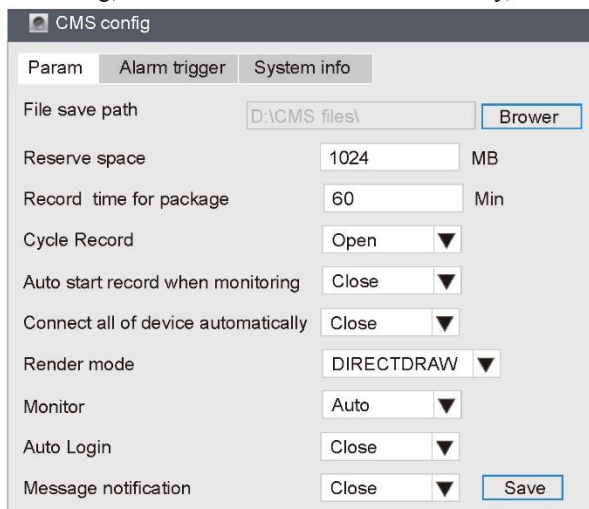 CMS config
Param Alarm trigger System info
File save path D:\CMS files\ Brower
Reserve space 1024 MB
Record time for package 60 Min
Cycle Record Open
Auto start record when monitoring Close
Connect all of device automatically Close
Render mode DIRECTDRAW
Monitor Auto
Auto Login Close
Message notification Close Save